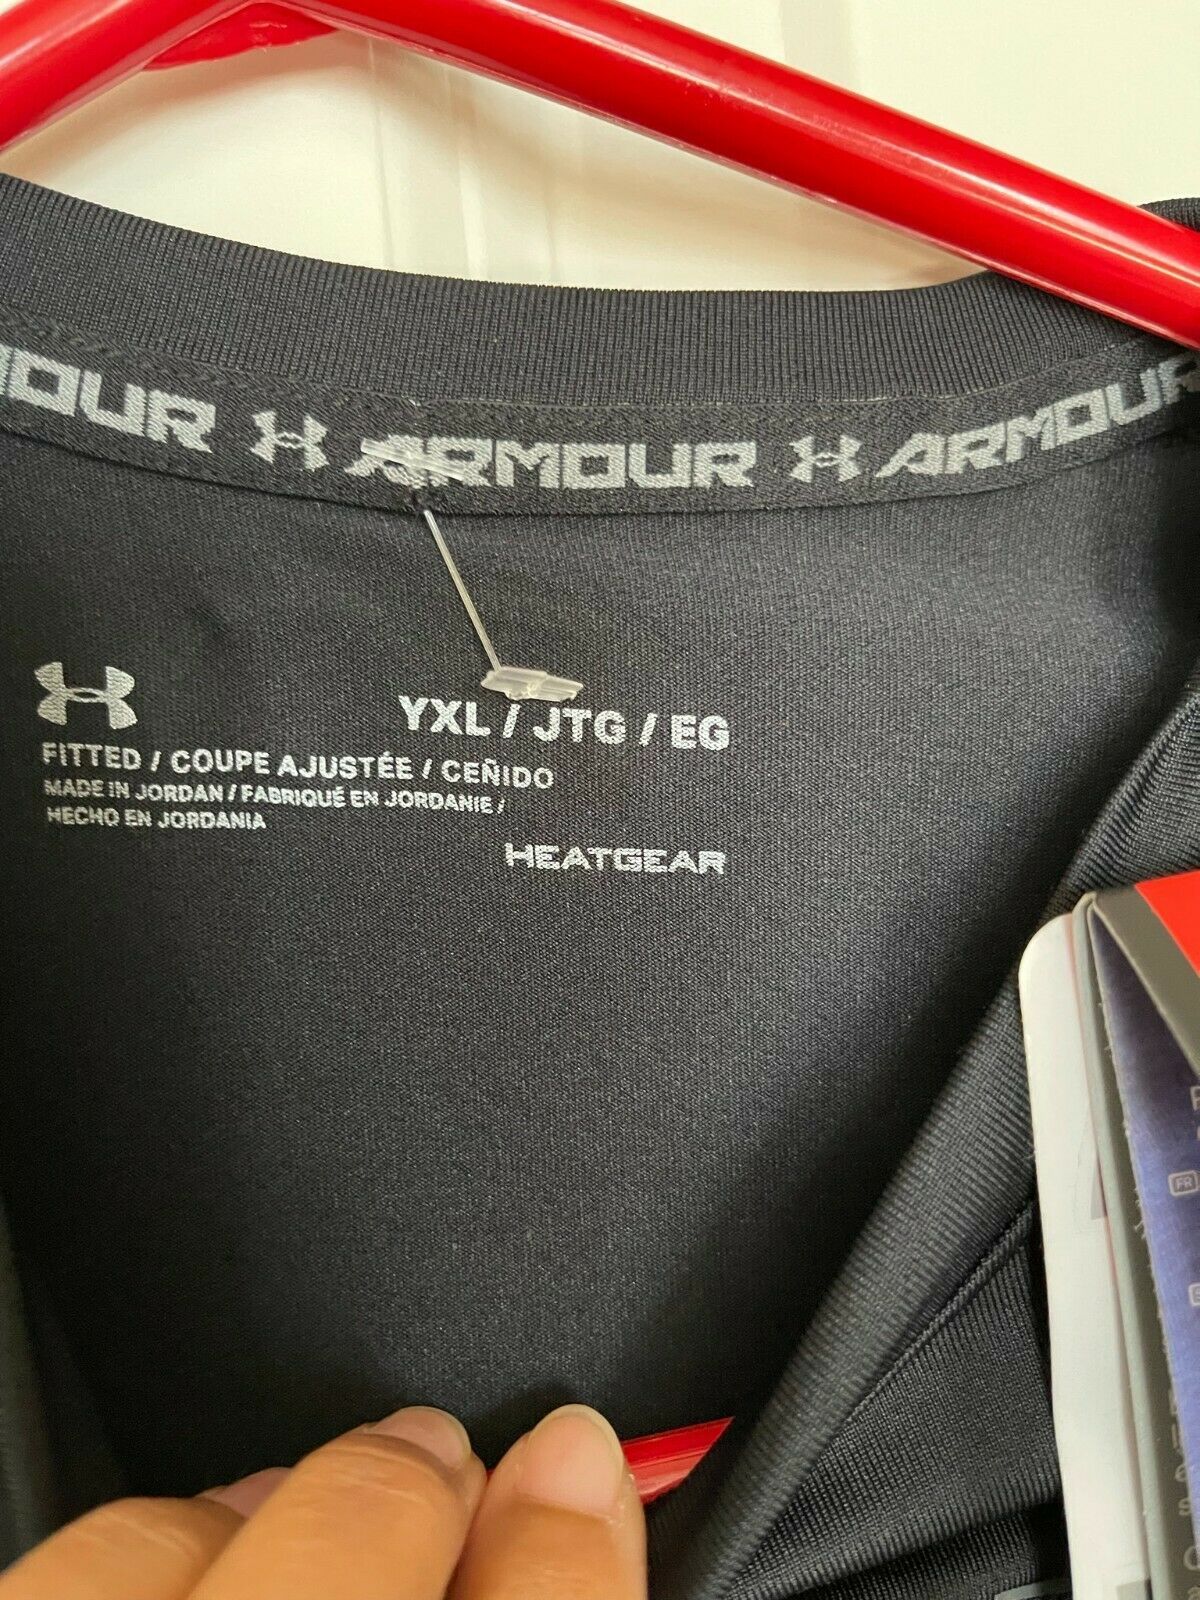 OUR ARMOUR ARMOUR
YXL / JTG / EG
FITTED / COUPE AJUSTÉE / CEÑIDO
MADE IN JORDAN / FABRIQUÉ EN JORDANIE /
HECHO EN JORDANIA
HEATGEAR
FR